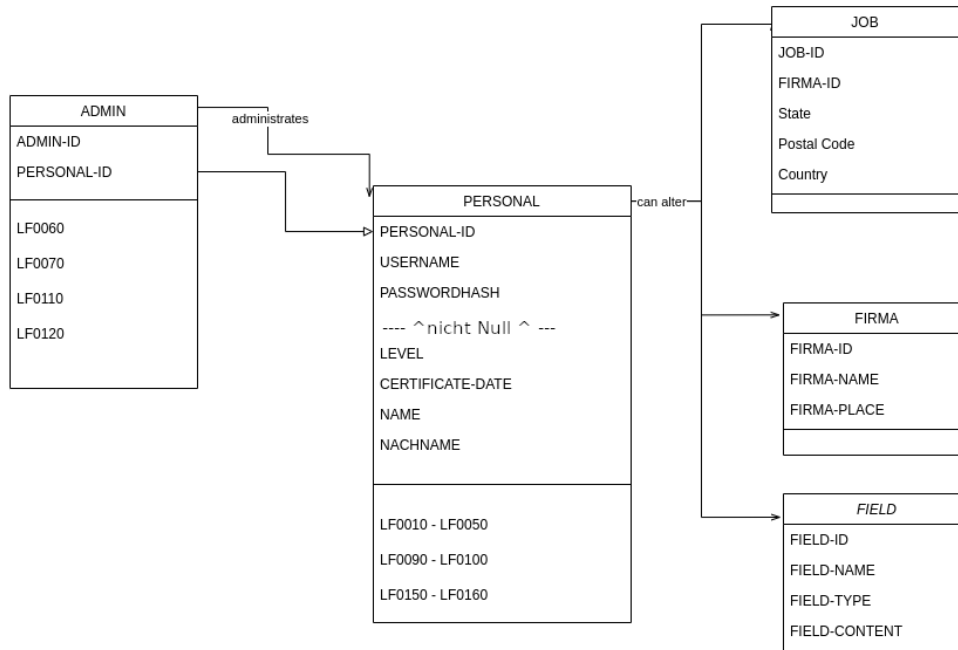 ADMIN
ADMIN-ID
PERSONAL-ID
LF0060
LF0070
LF0110
LF0120
administrates
PERSONAL
PERSONAL-ID
USERNAME
PASSWORDHASH
---- ^nicht Null ^ ---
LEVEL
CERTIFICATE-DATE
NAME
NACHNAME
LF0010 - LF0050
LF0090 - LF0100
LF0150 - LF0160
can alter
JOB
JOB-ID
FIRMA-ID
State
Postal Code
Country
FIRMA
FIRMA-ID
FIRMA-NAME
FIRMA-PLACE
FIELD
FIELD-ID
FIELD-NAME
FIELD-TYPE
FIELD-CONTENT